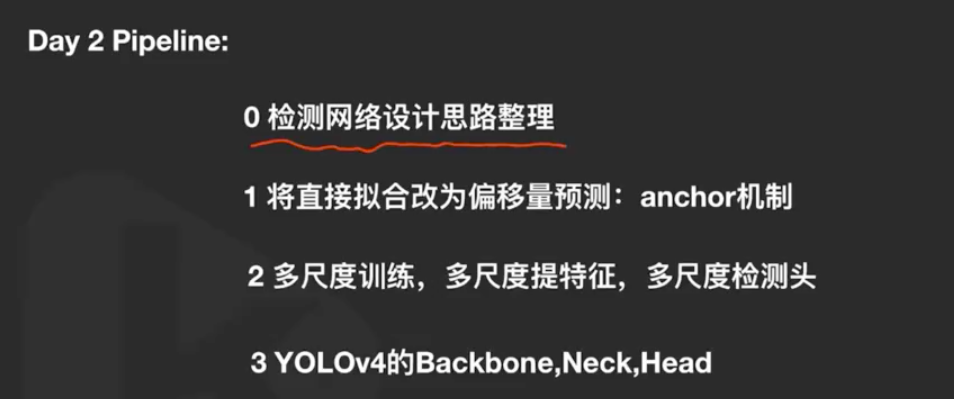 Day 2 Pipeline:
0 检测网络设计思路整理
1 将直接拟合改为偏移量预测：anchor机制
2 多尺度训练，多尺度提特征，多尺度检测头
3 YOLOv4的Backbone,Neck,Head